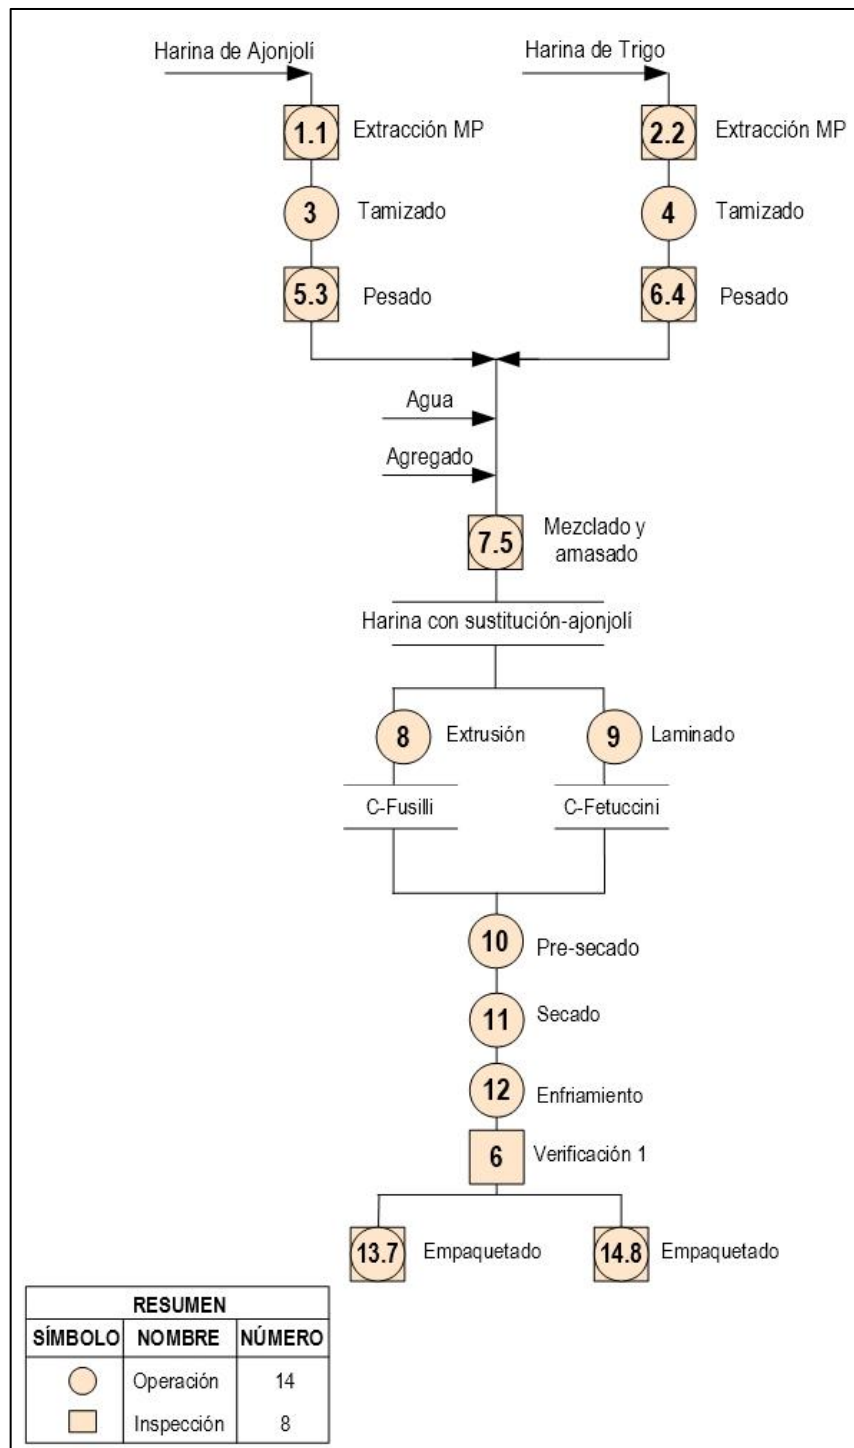 Harina de Ajonjolí
Harina de Trigo
1.1
Extracción MP
2.2
Extracción MP
3
Tamizado
4
Tamizado
5.3
Pesado
6.4
Pesado
Agua
Agregado
7.5
Mezclado y
amasado
Harina con sustitución-ajonjolí
8
Extrusión
9
Laminado
C-Fusilli
C-Fetuccini
10
Pre-secado
11
Secado
12
Enfriamiento
6
Verificación 1
13.7
Empaquetado
14.8
Empaquetado
RESUMEN
SÍMBOLO NOMBRE NÚMERO
Operación 14
Inspección 8